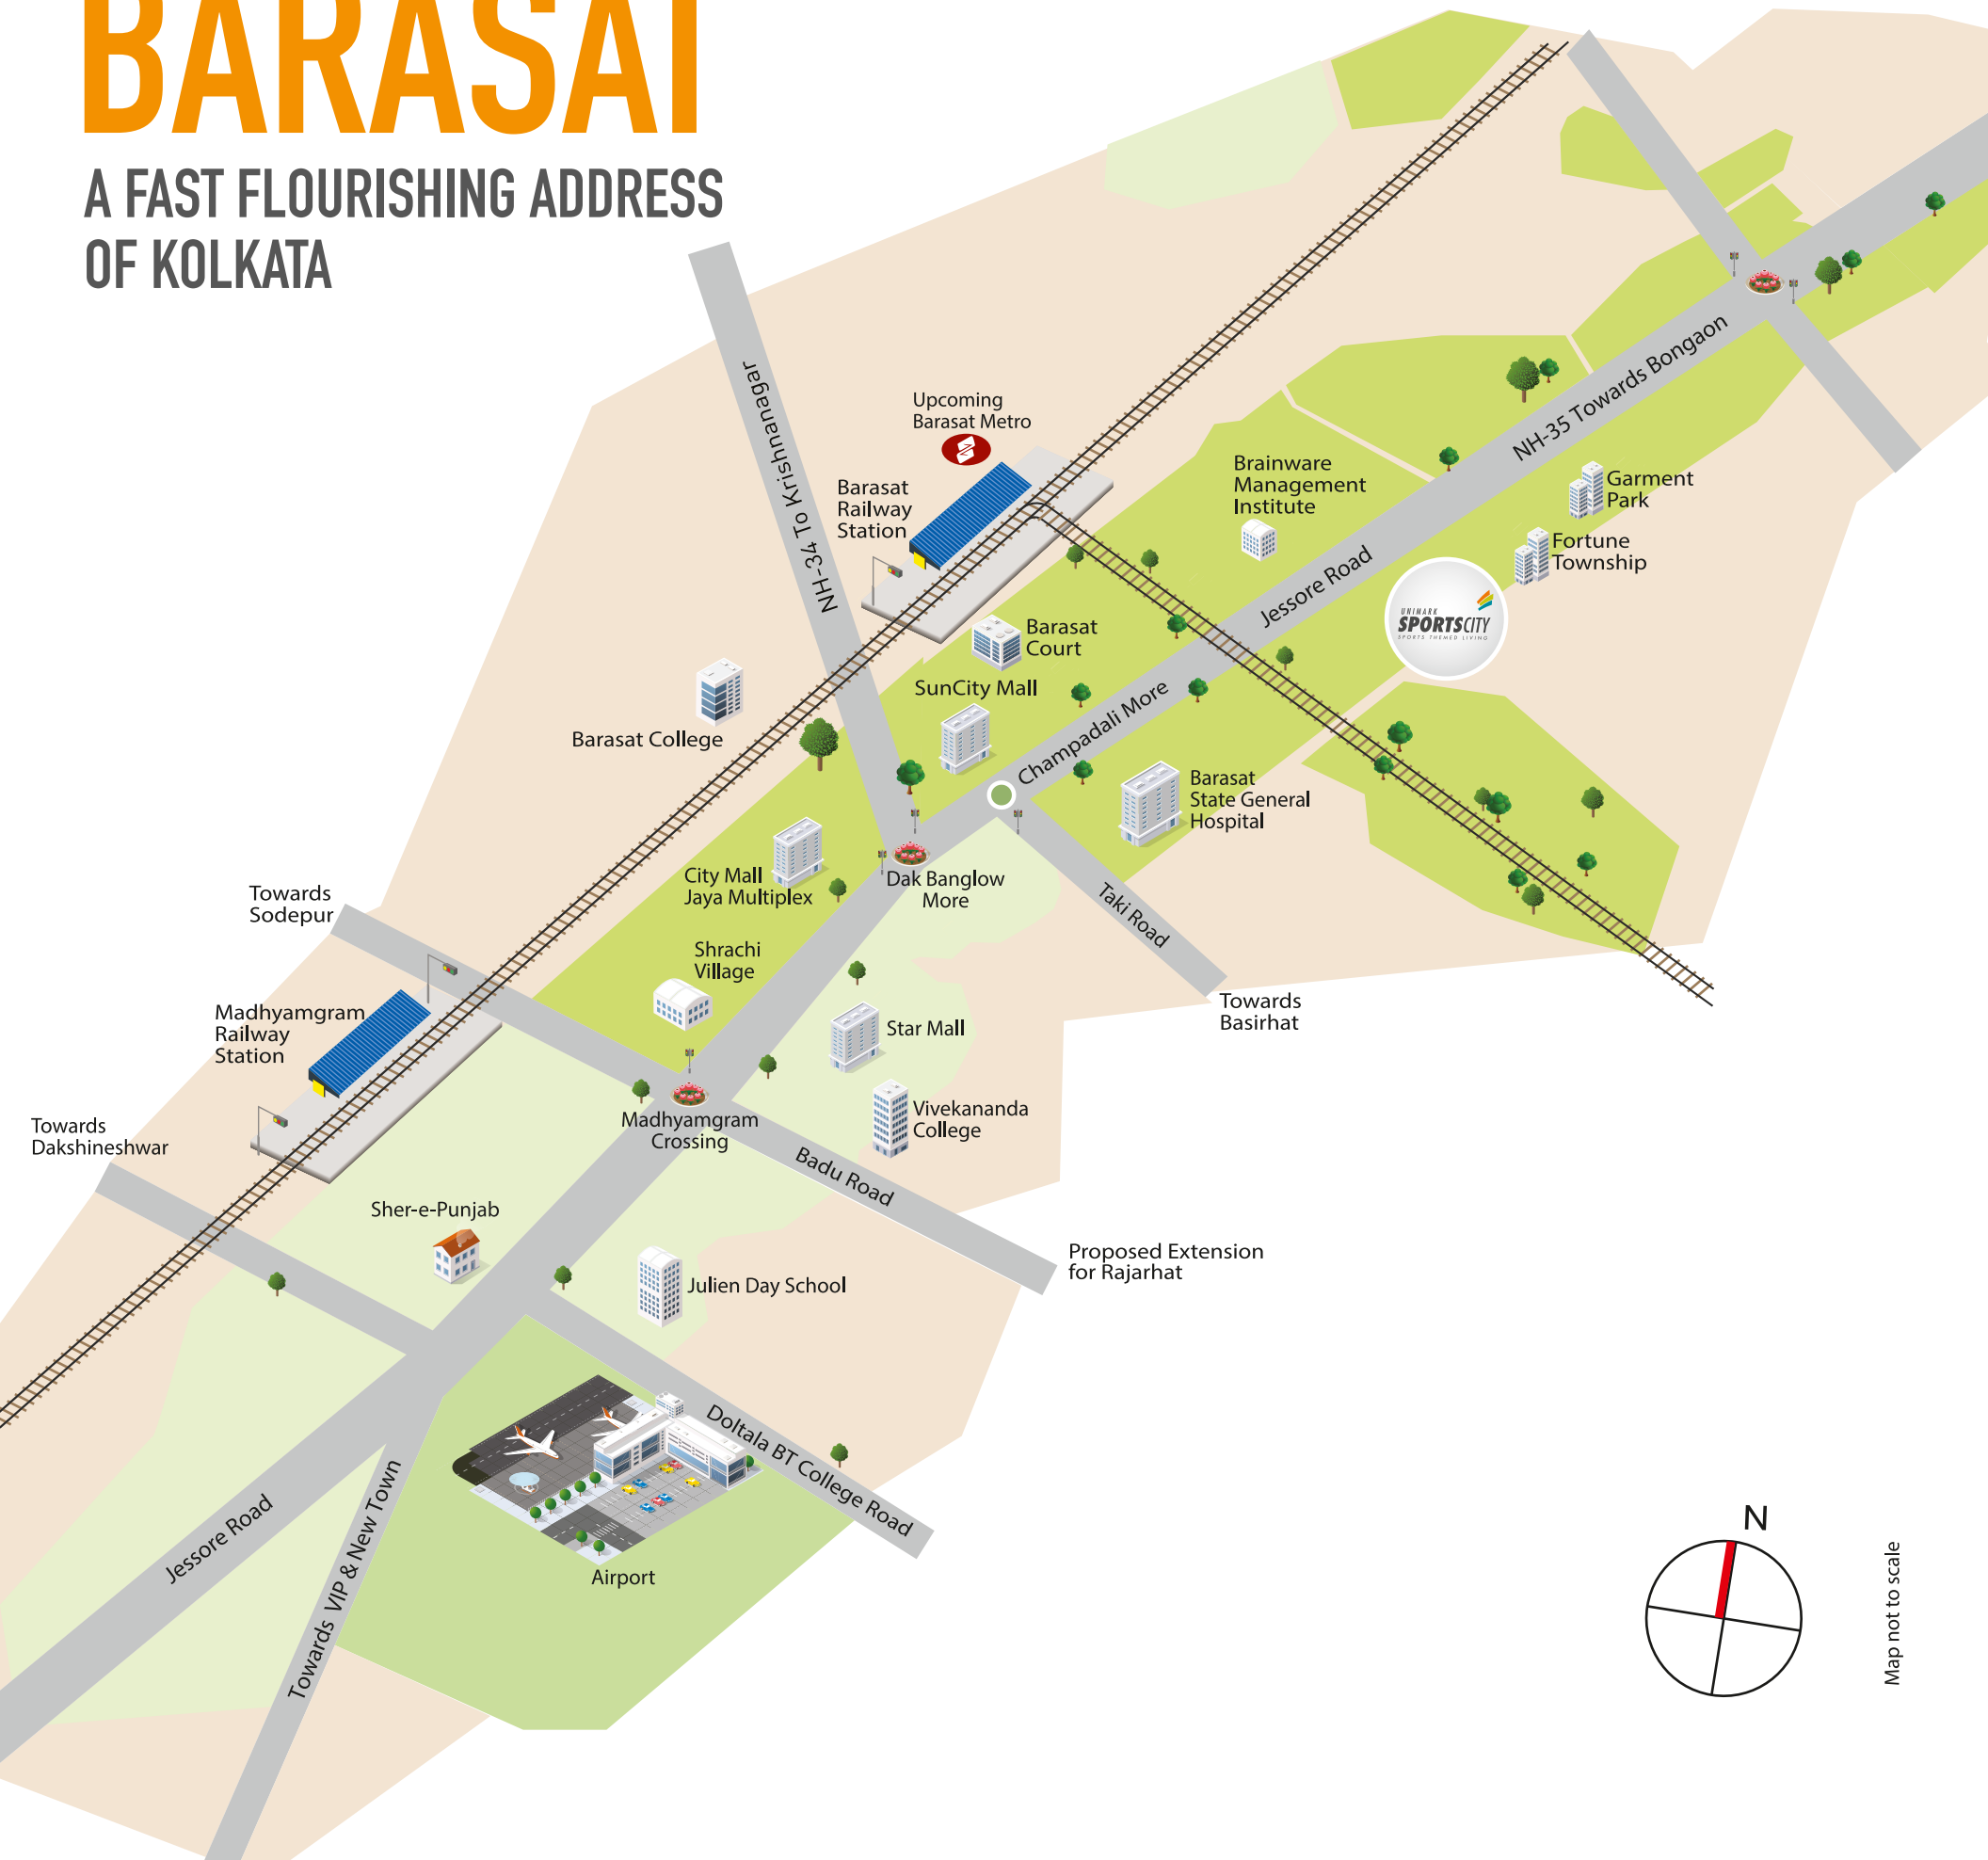 BARASAT
A FAST FLOURISHING ADDRESS
OF KOLKATA
NH-34 To Krishnanagar
Upcoming
Barasat Metro
Barasat
Railway
Station
Brainware
Management
Institute
NH-35 Towards Bongaon
Garment
Park
Fortune
Township
Jessore Road
UNIMARK
SPORTSCITY
SPORTS THEMED LIVING
Barasat
Court
SunCity Mall
Barasat College
Champadali More
Barasat
State General
Hospital
City Mall
Jaya Multiplex
Dak Banglow
More
Taki Road
Towards
Sodepur
Shrachi
Village
Towards
Basirhat
Madhyamgram
Railway
Station
Star Mall
Madhyamgram
Crossing
Vivekananda
College
Towards
Dakshineshwar
Badu Road
Sher-e-Punjab
Proposed Extension
for Rajarhat
Julien Day School
Doltala BT College Road
Jessore Road
Towards VIP & New Town
Airport
N
Map not to scale